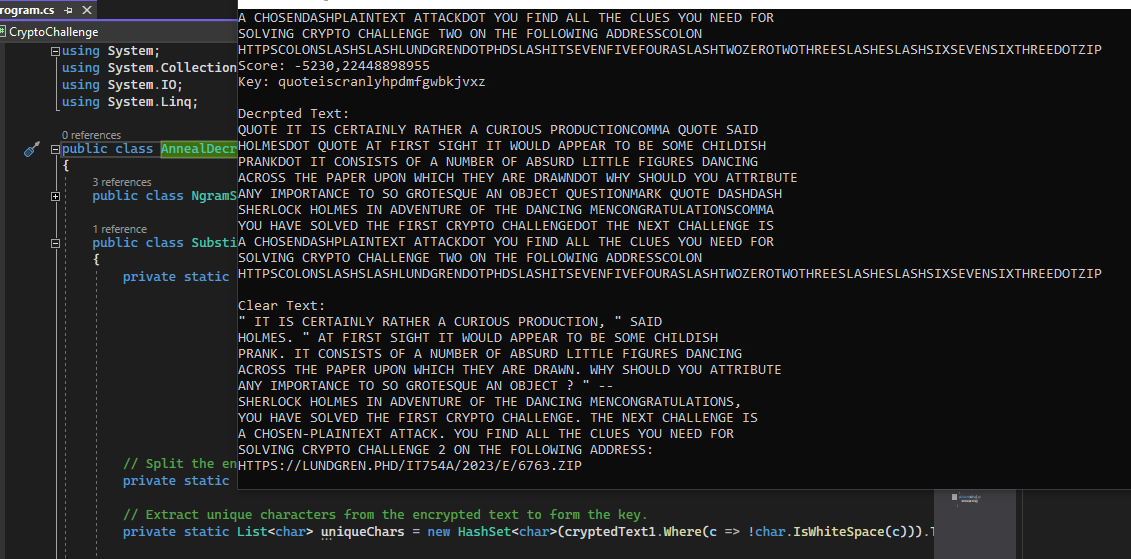 rogram.cs
CryptoChallenge
using System;
using System.Collection
using System.IO;
using System.Linq;
0 references
public class AnnealDecr
{
3 references
public class NgramS
1 reference
public class Substi
{
private static
// Split the en
private static
// Extract unique characters from the encrypted text to form the key.
private static List<char> uniqueChars = new HashSet<char>(cryptedText1.Where(c => !char.IsWhiteSpace(c))).T
A CHOSENDASHPLAINTEXT ATTACKDOT YOU FIND ALL THE CLUES YOU NEED FOR
SOLVING CRYPTO CHALLENGE TWO ON THE FOLLOWING ADDRESSCOLON
HTTPSCOLONSLASHSLASHLUNDGRENDOTPHDSLASHITSEVENFIVEFOURASLASHTWOZEROTWOTHREESLASHESLASHSIXSEVENSIXTHREEDOTZIP
Score: -5230,22448898955
Key: quoteiscranlyhpdmfgwbkjvxz
Decrpted Text:
QUOTE IT IS CERTAINLY RATHER A CURIOUS PRODUCTIONCOMMA QUOTE SAID
HOLMESDOT QUOTE AT FIRST SIGHT IT WOULD APPEAR TO BE SOME CHILDISH
PRANKDOT IT CONSISTS OF A NUMBER OF ABSURD LITTLE FIGURES DANCING
ACROSS THE PAPER UPON WHICH THEY ARE DRAWNDOT WHY SHOULD YOU ATTRIBUTE
ANY IMPORTANCE TO SO GROTESQUE AN OBJECT QUESTIONMARK QUOTE DASHDASH
SHERLOCK HOLMES IN ADVENTURE OF THE DANCING MENCONGRATULATIONSCOMMA
YOU HAVE SOLVED THE FIRST CRYPTO CHALLENGEDOT THE NEXT CHALLENGE IS
A CHOSENDASHPLAINTEXT ATTACKDOT YOU FIND ALL THE CLUES YOU NEED FOR
SOLVING CRYPTO CHALLENGE TWO ON THE FOLLOWING ADDRESSCOLON
HTTPSCOLONSLASHSLASHLUNDGRENDOTPHDSLASHITSEVENFIVEFOURASLASHTWOZEROTWOTHREESLASHESLASHSIXSEVENSIXTHREEDOTZIP
Clear Text:
" IT IS CERTAINLY RATHER A CURIOUS PRODUCTION, " SAID
HOLMES. " AT FIRST SIGHT IT WOULD APPEAR TO BE SOME CHILDISH
PRANK. IT CONSISTS OF A NUMBER OF ABSURD LITTLE FIGURES DANCING
ACROSS THE PAPER UPON WHICH THEY ARE DRAWN. WHY SHOULD YOU ATTRIBUTE
ANY IMPORTANCE TO SO GROTESQUE AN OBJECT ? " --
SHERLOCK HOLMES IN ADVENTURE OF THE DANCING MENCONGRATULATIONS,
YOU HAVE SOLVED THE FIRST CRYPTO CHALLENGE. THE NEXT CHALLENGE IS
A CHOSEN-PLAINTEXT ATTACK. YOU FIND ALL THE CLUES YOU NEED FOR
SOLVING CRYPTO CHALLENGE 2 ON THE FOLLOWING ADDRESS:
HTTPS://LUNDGREN.PHD/IT754A/2023/E/6763.ZIP